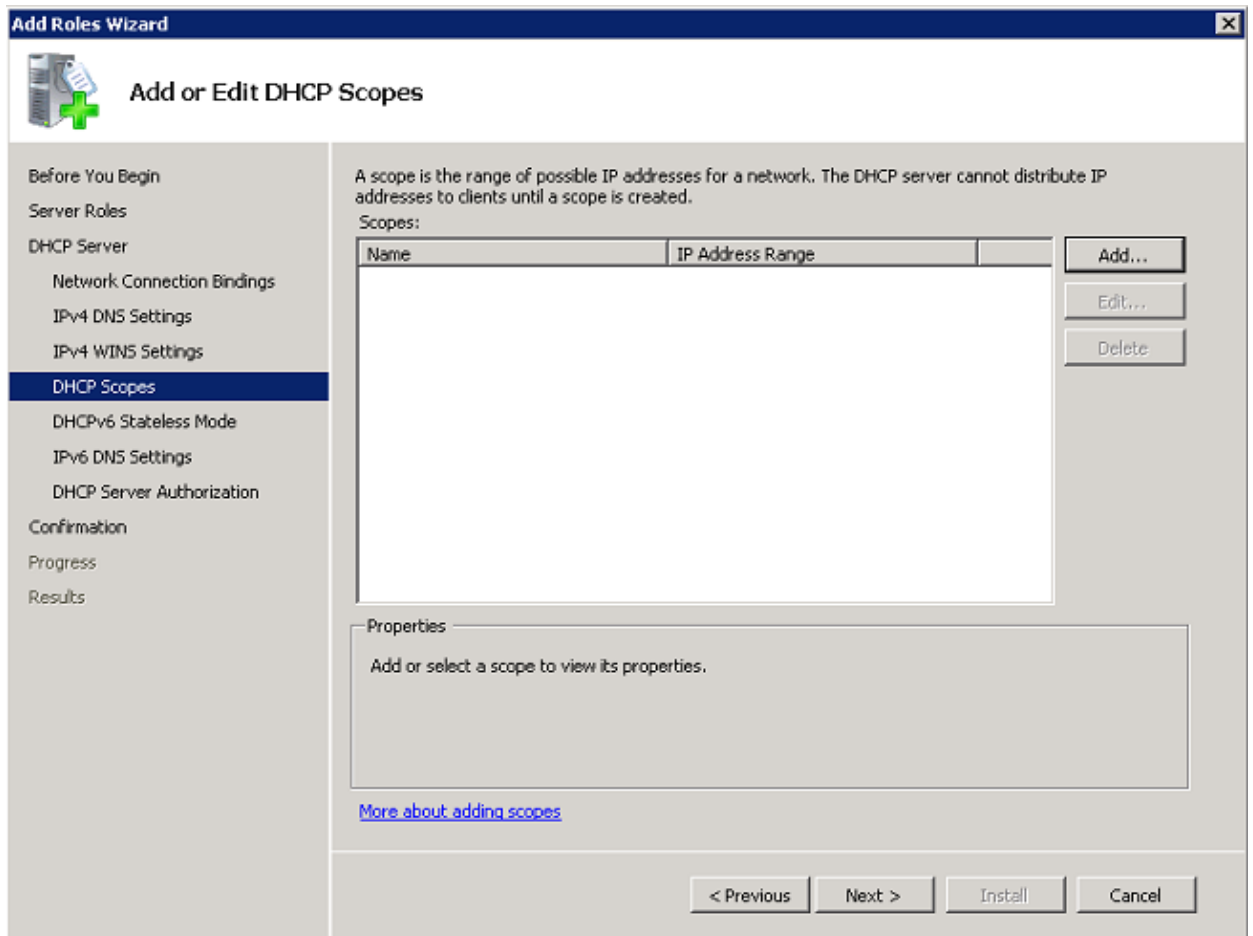 Add Roles Wizard
Add or Edit DHCP Scopes
Before You Begin
Server Roles
DHCP Server
Network Connection Bindings
IPv4 DNS Settings
IPv4 WINS Settings
DHCP Scopes
DHCPv6 Stateless Mode
IPv6 DNS Settings
DHCP Server Authorization
Confirmation
Progress
Results
A scope is the range of possible IP addresses for a network. The DHCP server cannot distribute IP
addresses to clients until a scope is created.
Scopes:
Name IP Address Range
Add...
Edit...
Delete
Properties
Add or select a scope to view its properties.
More about adding scopes
< Previous Next > Install Cancel